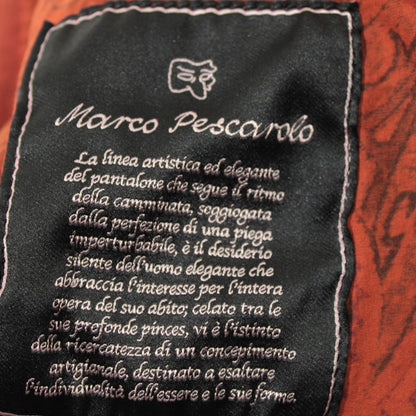 Marco Pescarolo
La linea artistica ed elegante
del pantalone che segue il ritmo
della camminata, soggiogata
dalla perfezione di una piega
imperturbabile, è il desiderio
silente dell'uomo elegante che
abbraccia l'interesse per l'intera
opera del suo abito; celato tra le
sue profonde pinces, vi è l'istinto
della ricercatezza di un concepimento
artigianale, destinato a esaltare
l'individualità dell'essere e le sue forme.